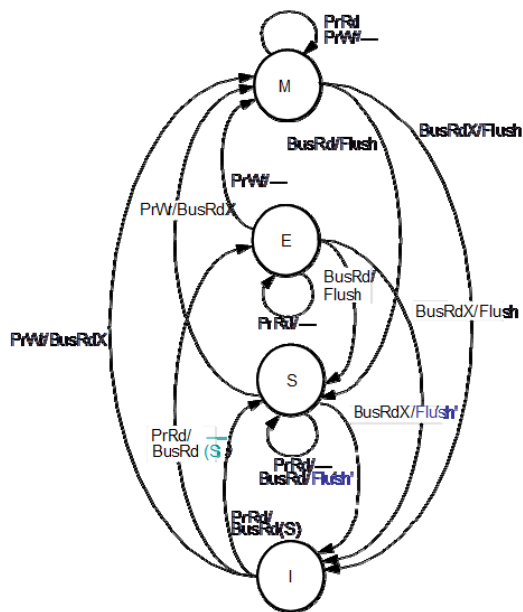 PrRd
PrWr/—
M
BusRdX/Flush
BusRd/Flush
PrWr/—
PrWr/BusRdX
E
BusRd/
Flush
BusRdX/Flush
PrRd/—
PrWr/BusRdX
S
BusRdX/Flush'
PrRd/
BusRd (S)
PrRd/—
BusRd/Flush'
PrRd/
BusRd(S)
I